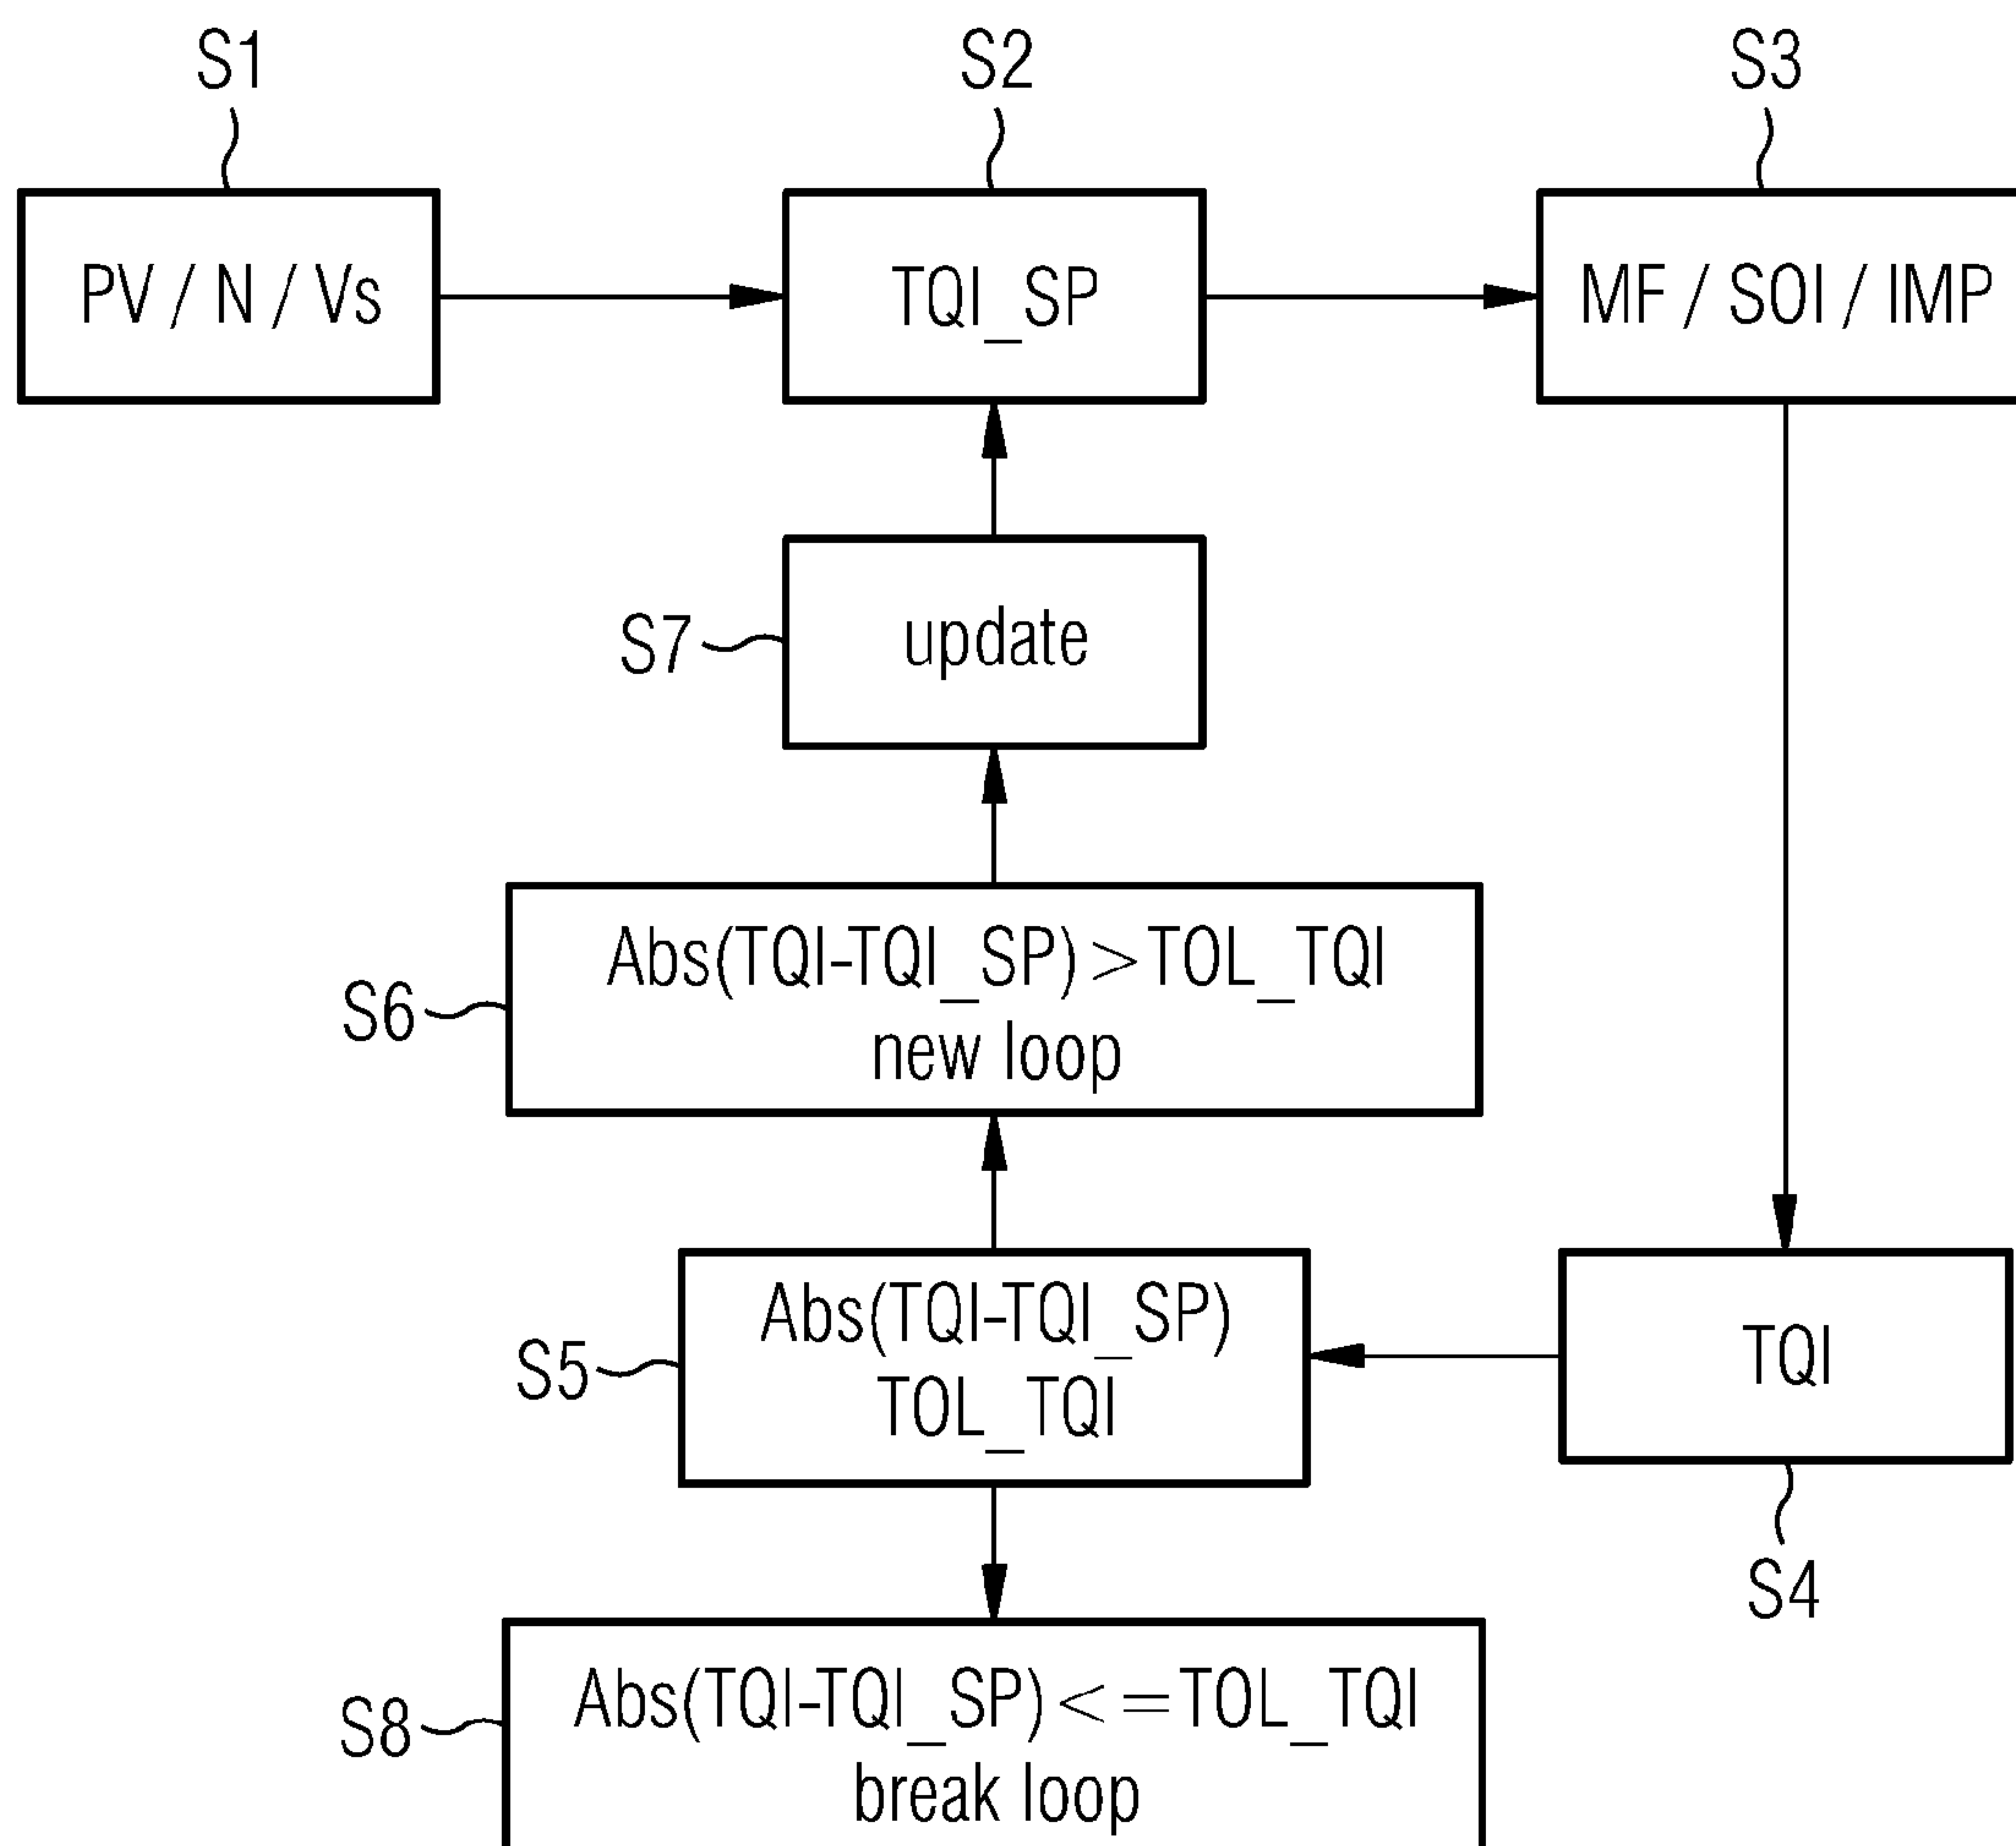 S1
S2
S3
PV / N / Vs
TQI_SP
MF / SOI / IMP
S7
update
S6
Abs(TQI-TQI_SP)>TOL_TQI
new loop
S5
Abs(TQI-TQI_SP)
TOL_TQI
TQI
S4
S8
Abs(TQI-TQI_SP)<=TOL_TQI
break loop